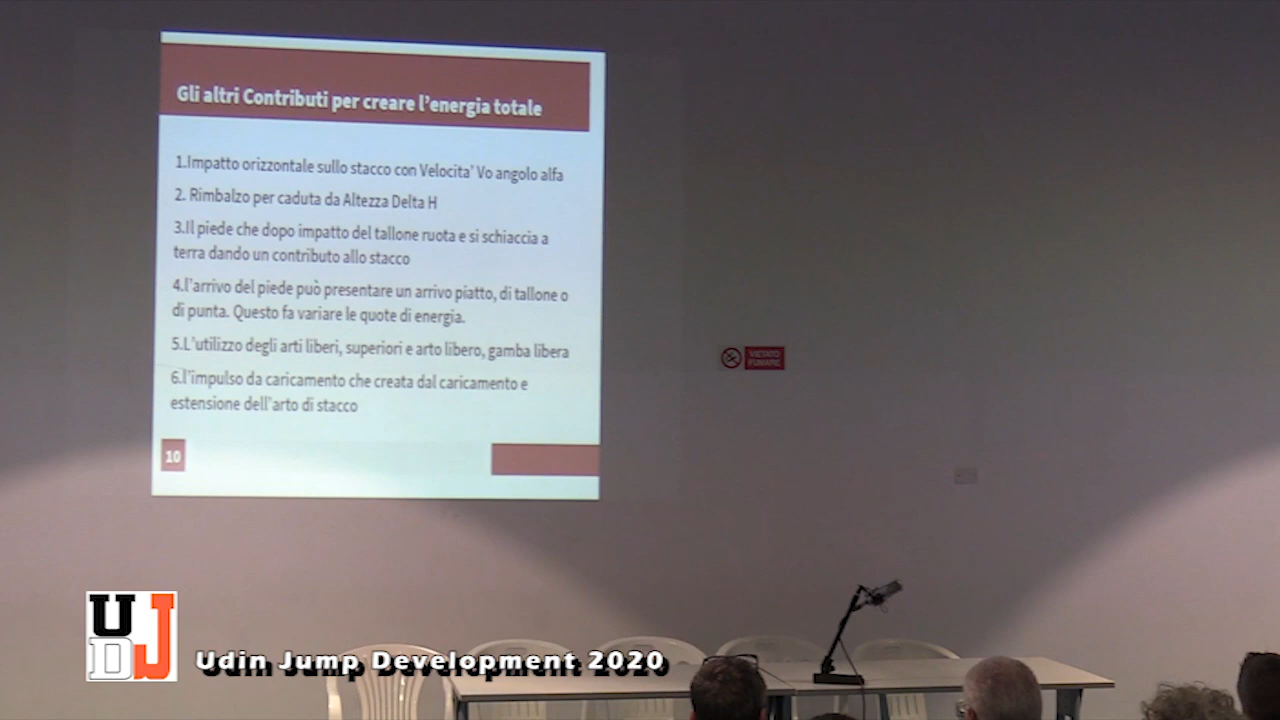 Gli altri Contributi per creare l'energia totale
1.Impatto orizzontale sullo stacco con Velocita' Vo angolo alfa
2. Rimbalzo per caduta da Altezza Delta H
3.Il piede che dopo impatto del tallone ruota e si schiaccia a
terra dando un contributo allo stacco
4.l'arrivo del piede può presentare un arrivo piatto, di tallone o
di punta. Questo fa variare le quote di energia.
5.L'utilizzo degli arti liberi, superiori e arto libero, gamba libera
6.l'impulso da caricamento che creata dal caricamento e
estensione dell'arto di stacco
10
VIETATO
FUMARE
UDJ
Udin Jump Development 2020